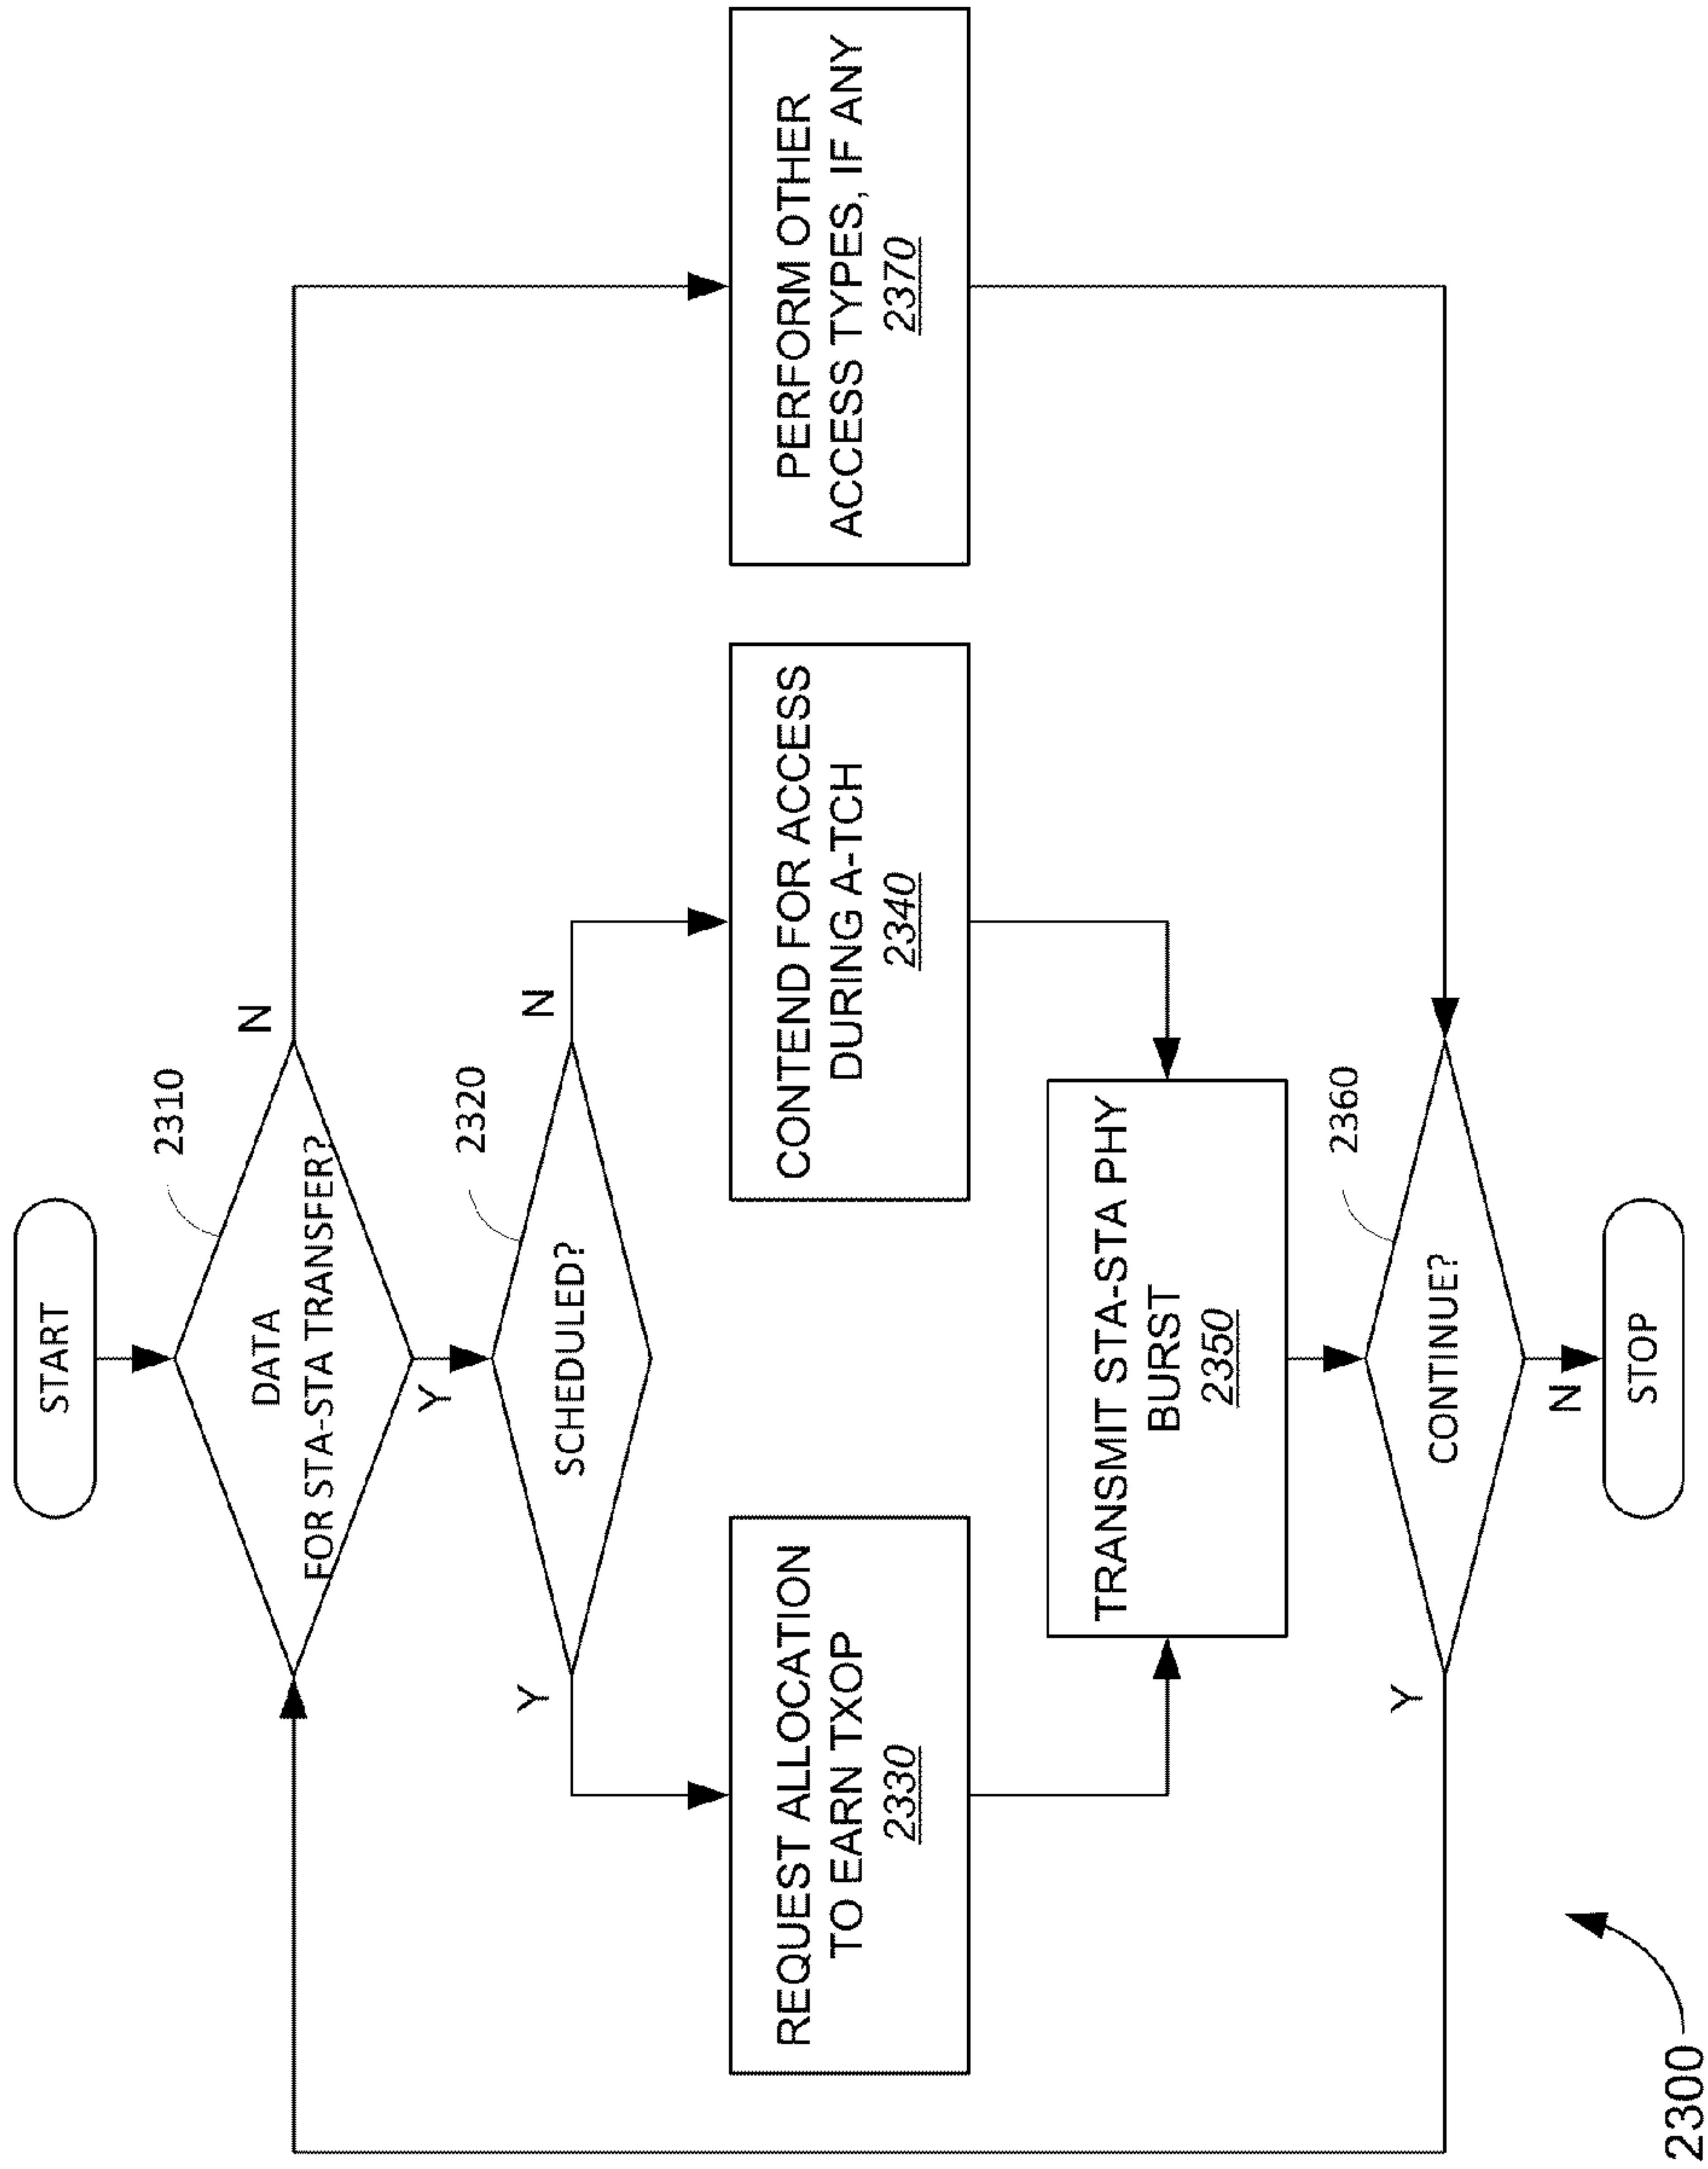 START
2310
DATA
FOR STA-STA TRANSFER?
N
Y
2320
SCHEDULED?
Y
N
REQUEST ALLOCATION
TO EARN TXOP
2330
CONTEND FOR ACCESS
DURING A-TCH
2340
PERFORM OTHER
ACCESS TYPES, IF ANY
2370
TRANSMIT STA-STA PHY
BURST
2350
2360
CONTINUE?
Y
N
STOP
2300